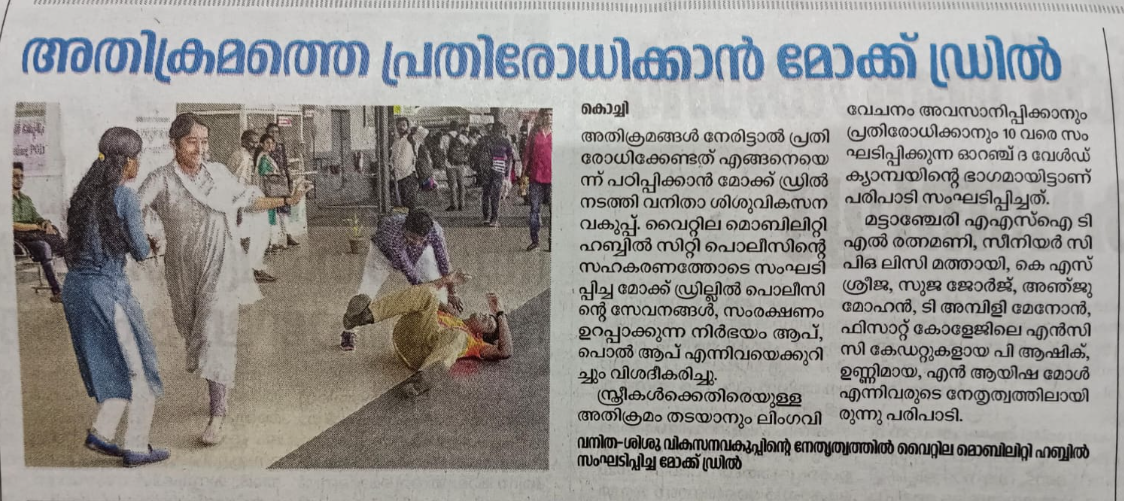 അതിക്രമത്തെ പ്രതിരോധിക്കാൻ മോക്ക് ഡ്രിൽ
കൊച്ചി
അതിക്രമങ്ങൾ നേരിട്ടാൽ പ്രതി
രോധിക്കേണ്ടത് എങ്ങനെയെ
ന്ന് പഠിപ്പിക്കാൻ മോക്ക് ഡ്രിൽ
നടത്തി വനിതാ ശിശുവികസന
വകുപ്പ്. വൈറ്റില മൊബിലിറ്റി
ഹബ്ബിൽ സിറ്റി പൊലീസിന്റെ
സഹകരണത്തോടെ സംഘടി
പ്പിച്ച മോക്ക് ഡ്രില്ലിൽ പൊലീസി
ന്റെ സേവനങ്ങൾ, സംരക്ഷണം
ഉറപ്പാക്കുന്ന നിർഭയം ആപ്,
പൊൽ ആപ് എന്നിവയെക്കുറി
ച്ചും വിശദീകരിച്ചു.
സ്ത്രീകൾക്കെതിരെയുള്ള
അതിക്രമം തടയാനും ലിംഗവി
വേചനം അവസാനിപ്പിക്കാനും
പ്രതിരോധിക്കാനും 10 വരെ സം
ഘടിപ്പിക്കുന്ന ഓറഞ്ച് ദ വേൾഡ്
ക്യാമ്പയിന്റെ ഭാഗമായിട്ടാണ്
പരിപാടി സംഘടിപ്പിച്ചത്.
മട്ടാഞ്ചേരി എഎസ്ഐ ടി
എൽ രത്നമണി, സീനിയർ സി
പിഒ ലിസി മത്തായി, കെ എസ്
ശ്രീജ, സുജ ജോർജ്, അഞ്ജു
മോഹൻ, ടി അമ്പിളി മേനോൻ,
ഫിസാറ്റ് കോളേജിലെ എൻസി
സി കേഡറ്റുകളായ പി ആഷിക്,
ഉണ്ണിമായ, എൻ ആയിഷ മോൾ
എന്നിവരുടെ നേതൃത്വത്തിലായി
രുന്നു പരിപാടി.
വനിത-ശിശു വികസനവകുപ്പിന്റെ നേതൃത്വത്തിൽ വൈറ്റില മൊബിലിറ്റി ഹബ്ബിൽ
സംഘടിപ്പിച്ച മോക്ക് ഡ്രിൽ